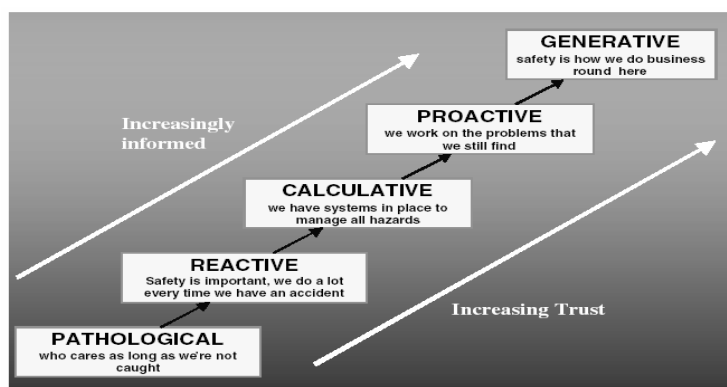 GENERATIVE
safety is how we do business
round here
PROACTIVE
we work on the problems that
we still find
Increasingly
informed
CALCULATIVE
we have systems in place to
manage all hazards
REACTIVE
Safety is important, we do a lot
every time we have an accident
Increasing Trust
PATHOLOGICAL
who cares as long as we're not
caught